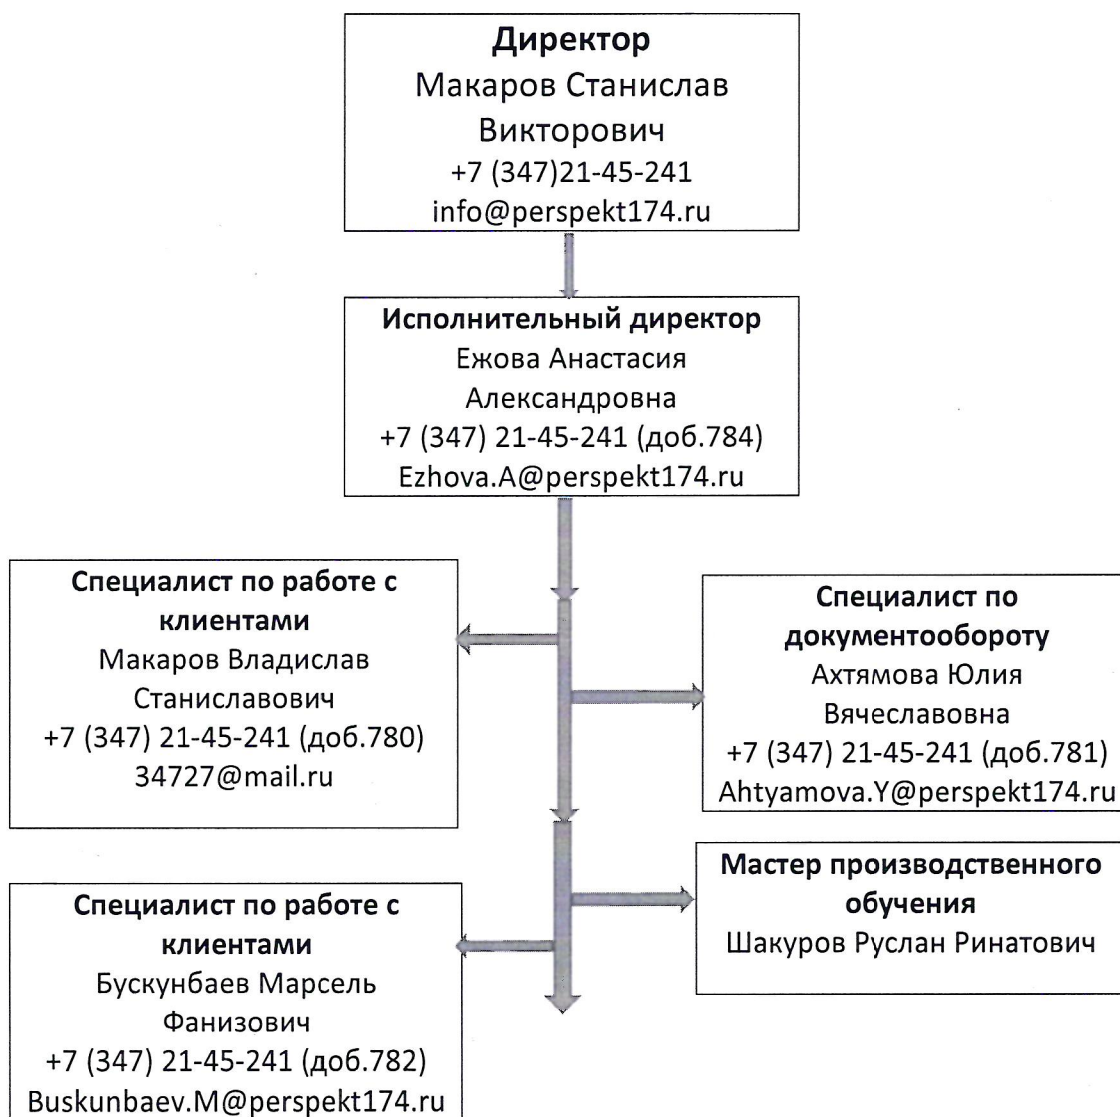 Директор
Макаров Станислав
Викторович
+7 (347)21-45-241
info@perspekt174.ru
Исполнительный директор
Ежова Анастасия
Александровна
+7 (347) 21-45-241 (доб.784)
Ezhova.A@perspekt174.ru
Специалист по работе с
клиентами
Макаров Владислав
Станиславович
+7 (347) 21-45-241 (доб.780)
34727@mail.ru
Специалист по
документообороту
Ахтямова Юлия
Вячеславовна
+7 (347) 21-45-241 (доб.781)
Ahtyamova.Y@perspekt174.ru
Специалист по работе с
клиентами
Бускунбаев Марсель
Фанизович
+7 (347) 21-45-241 (доб.782)
Buskunbaev.M@perspekt174.ru
Мастер производственного
обучения
Шакуров Руслан Ринатович